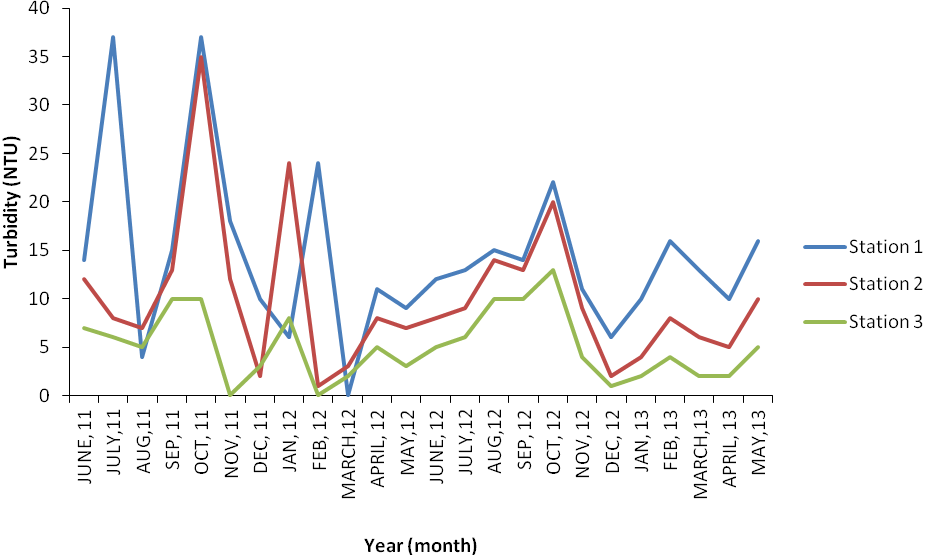 40
35
30
25
20
15
10
5
0
Turbidity (NTU)
JUNE, 11
JULY,11
AUG,11
SEP, 11
OCT, 11
NOV, 11
DEC, 11
JAN, 12
FEB, 12
MARCH,12
APRIL, 12
MAY, 12
JUNE, 12
JULY, 12
AUG,12
SEP, 12
OCT, 12
NOV, 12
DEC, 12
JAN, 13
FEB, 13
MARCH,13
APRIL, 13
MAY,13
Year (month)
Station 1
Station 2
Station 3